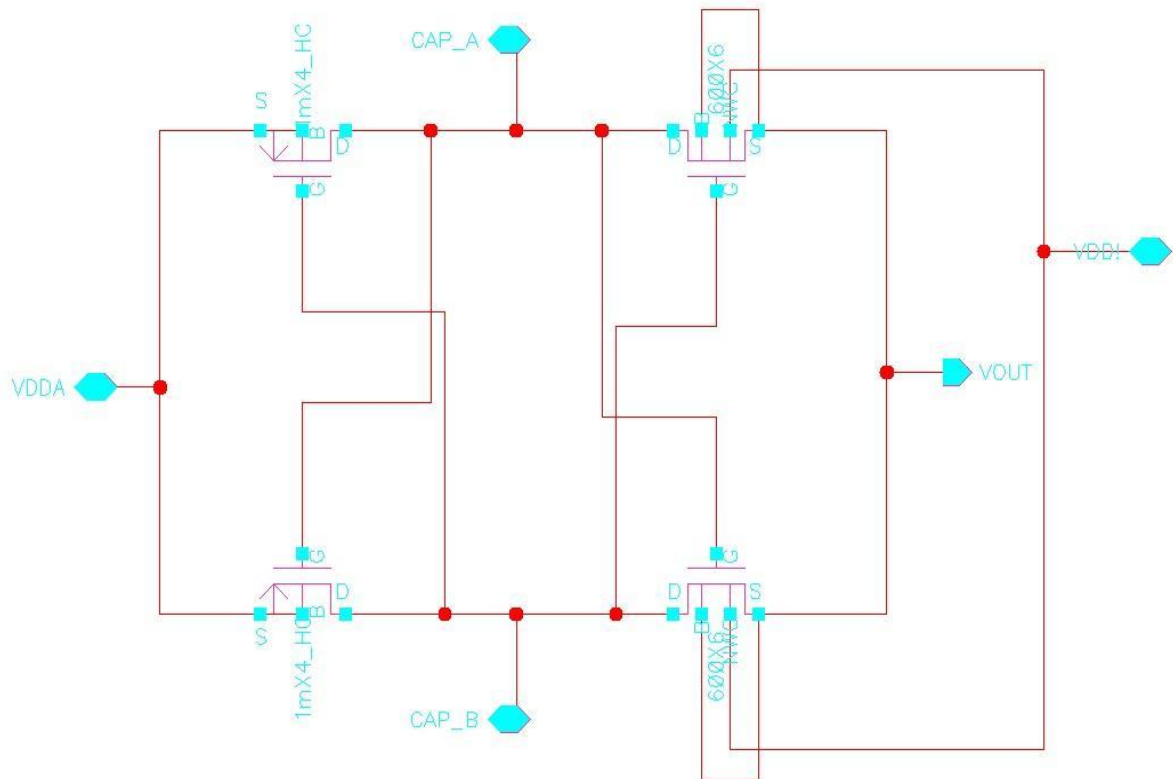 CAP_A
1mX4_HC
S
B
D
G
600X6
NWC
B
D
S
G
VDD!
VDDA
VOUT
G
D
B
S
1mX4_HC
G
D
S
B
NWC
600X6
CAP_B